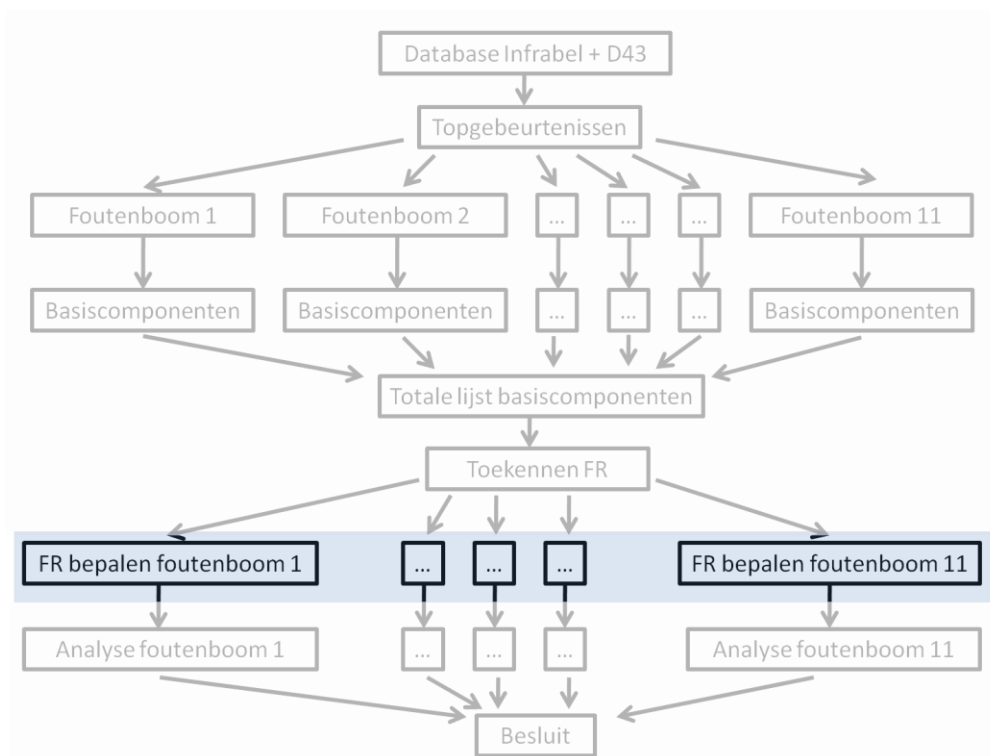 Database Infrabel + D43
Topgebeurtenissen
Foutenboom 1 Foutenboom 2 ... ... ... Foutenboom 11
Basiscomponenten Basiscomponenten ... ... ... Basiscomponenten
Totale lijst basiscomponenten
Toekennen FR
FR bepalen foutenboom 1 ... ... ... FR bepalen foutenboom 11
Analyse foutenboom 1 ... ... ... Analyse foutenboom 11
Besluit